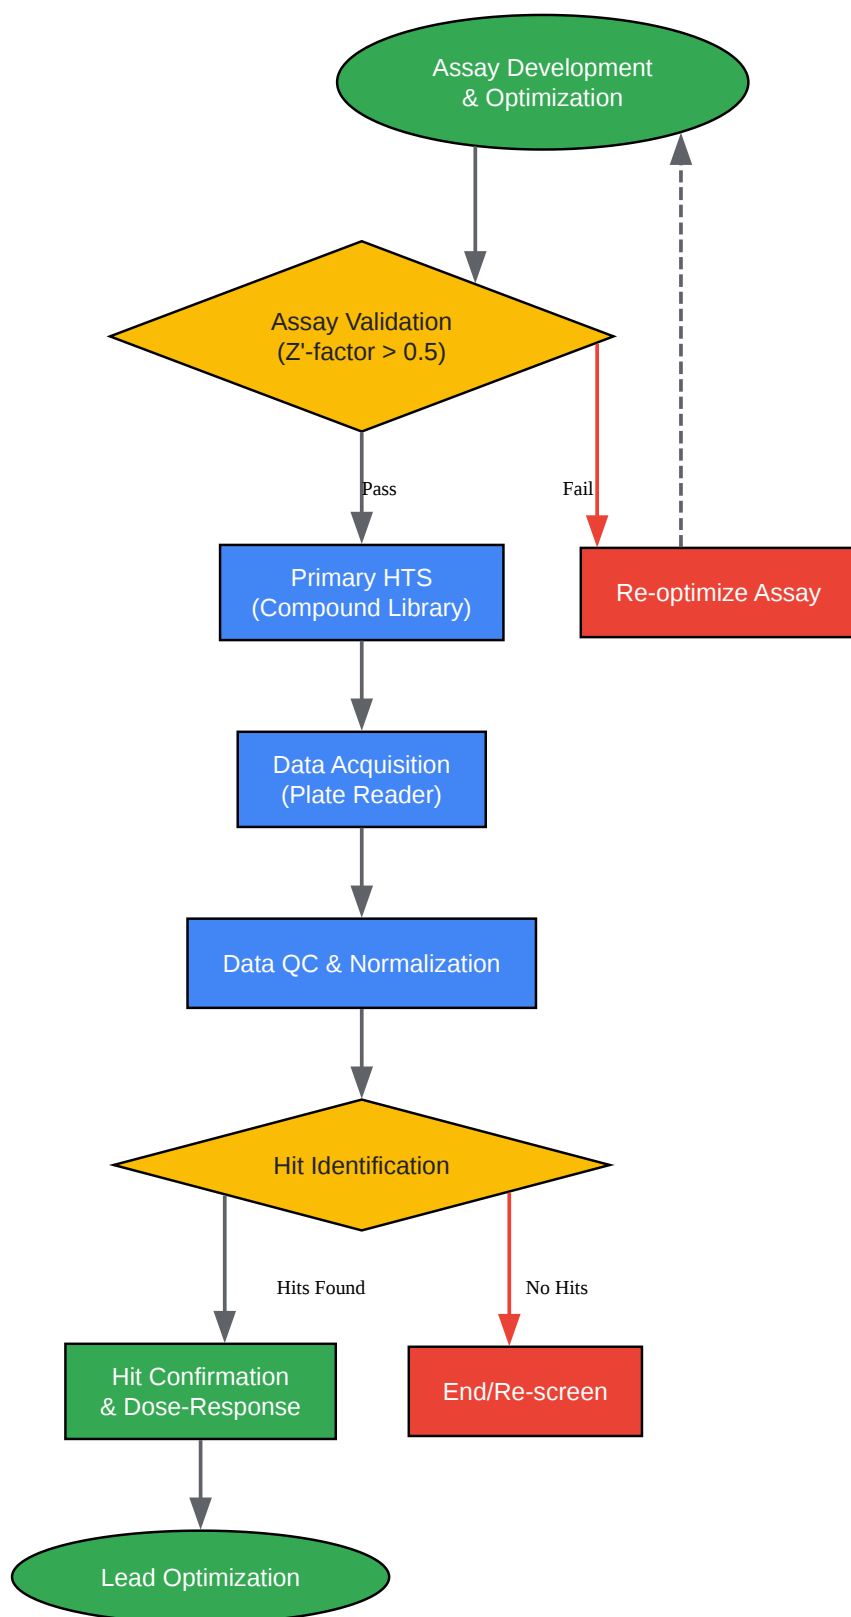 Assay Development
& Optimization
Assay Validation
(Z'-factor > 0.5)
Pass
Fail
Primary HTS
(Compound Library)
Re-optimize Assay
Data Acquisition
(Plate Reader)
Data QC & Normalization
Hit Identification
Hits Found
No Hits
Hit Confirmation
& Dose-Response
End/Re-screen
Lead Optimization